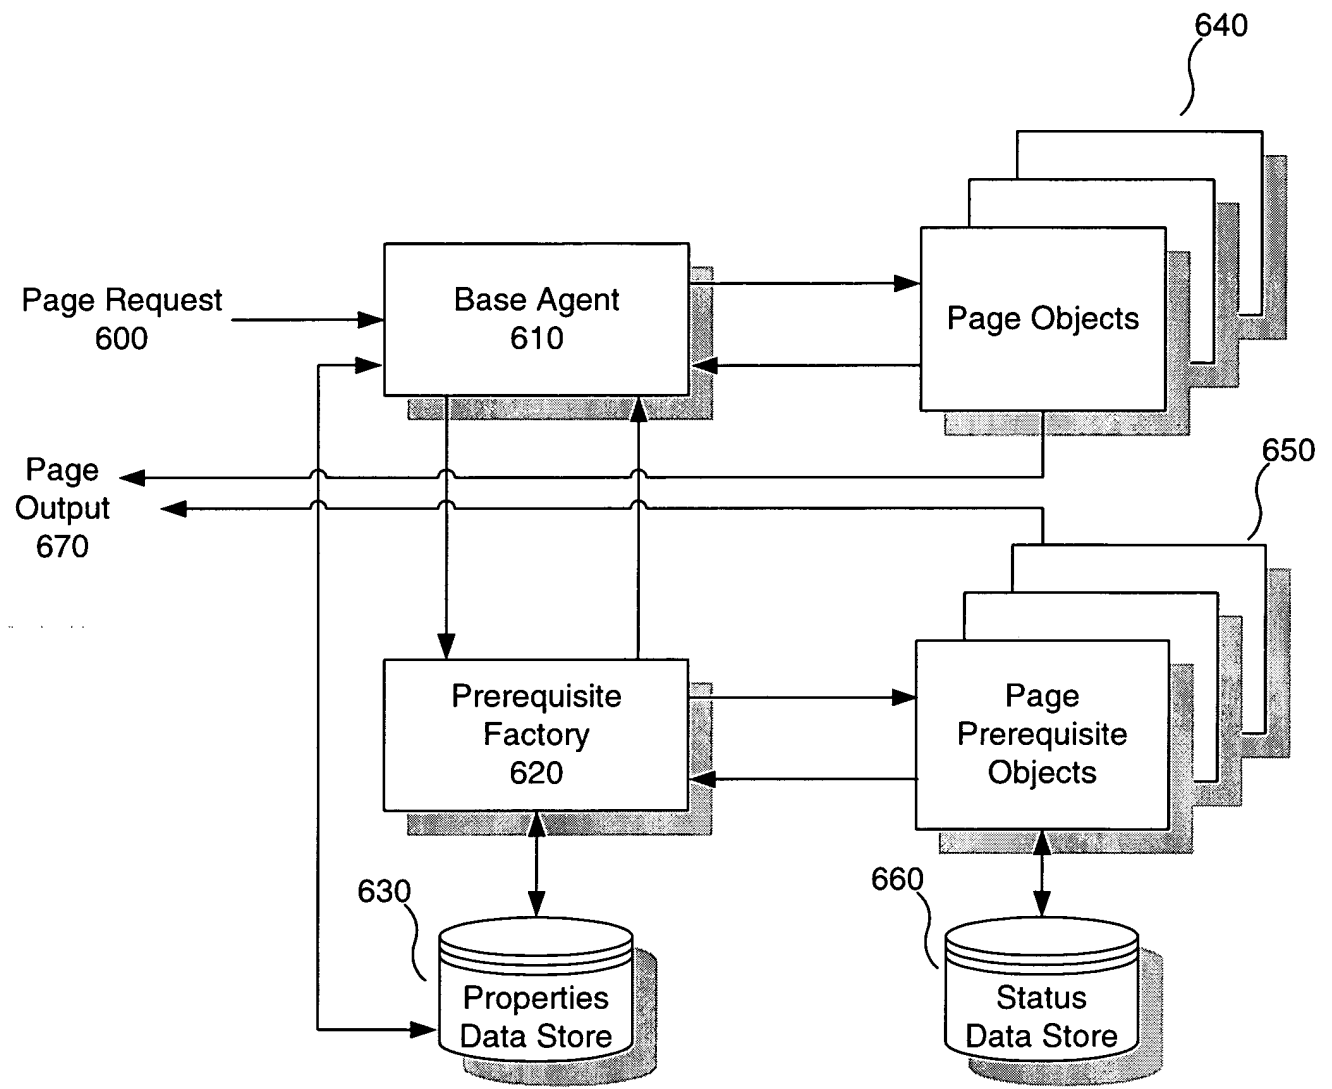 640
Page Request
600
Base Agent
610
Page Objects
Page
Output
670
650
Prerequisite
Factory
620
Page
Prerequisite
Objects
630
660
Properties
Data Store
Status
Data Store